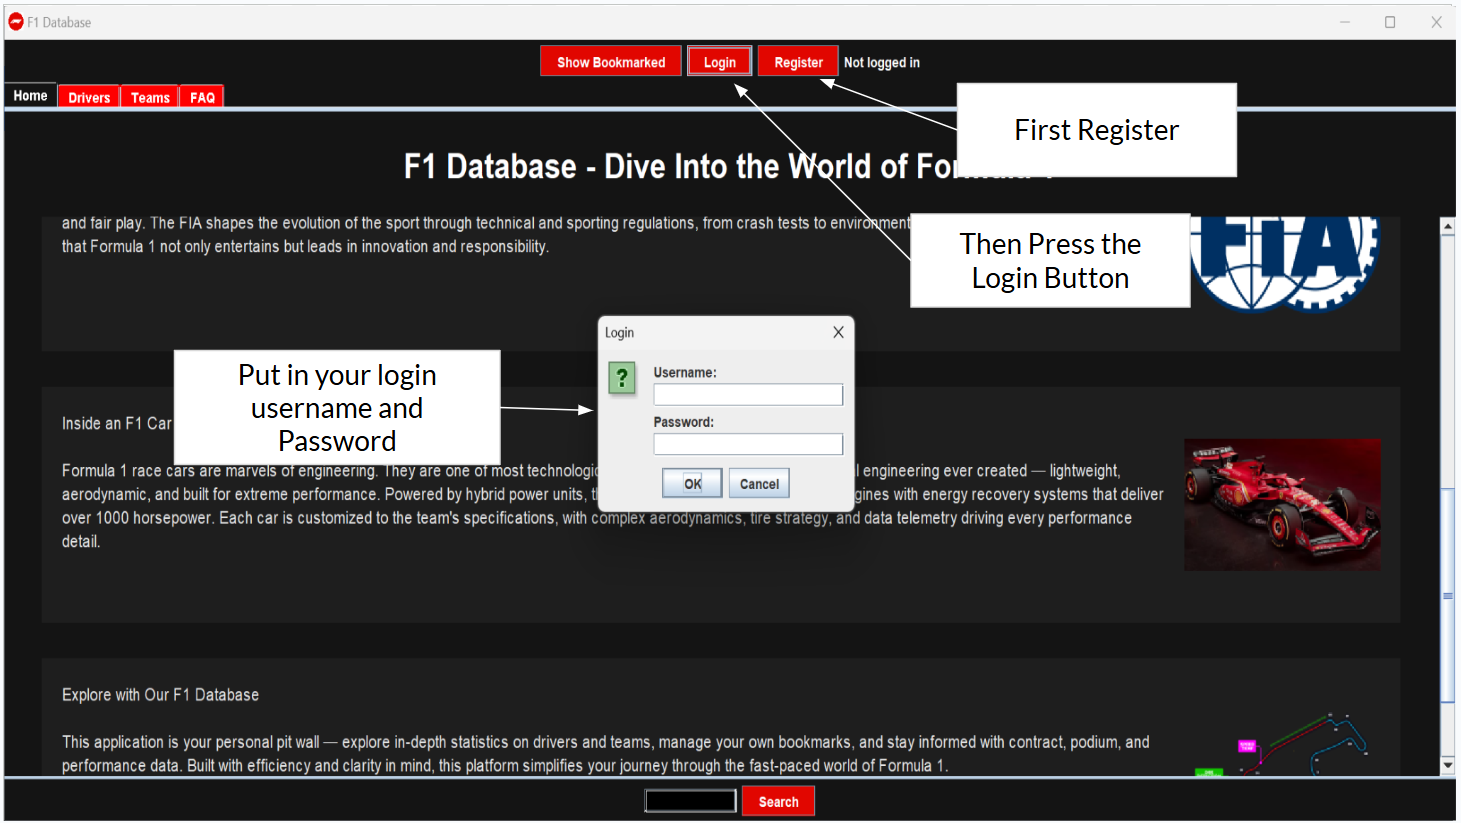 F1 Database
Show Bookmarked
Login
Register
Not logged in
Home
Drivers
Teams
FAQ
First Register
F1 Database - Dive Into the World of
Then Press the
Login Button
and fair play. The FIA shapes the evolution of the sport through technical and sporting regulations, from crash tests to
that Formula 1 not only entertains but leads in innovation and responsibility.
FIA
Login
Username:
Password:
OK
Cancel
Put in your login
username and
Password
Inside an F1 Car
Formula 1 race cars are marvels of engineering. They are one of most engineering ever created — lightweight,
aerodynamic, and built for extreme performance. Powered by hybrid power units, with energy recovery systems that deliver
over 1000 horsepower. Each car is customized to the team's specifications, with complex aerodynamics, tire strategy, and data telemetry driving every performance
detail.
Explore with Our F1 Database
This application is your personal pit wall — explore in-depth statistics on drivers and teams, manage your own bookmarks, and stay informed with contract, podium, and
performance data. Built with efficiency and clarity in mind, this platform simplifies your journey through the fast-paced world of Formula 1.
Search